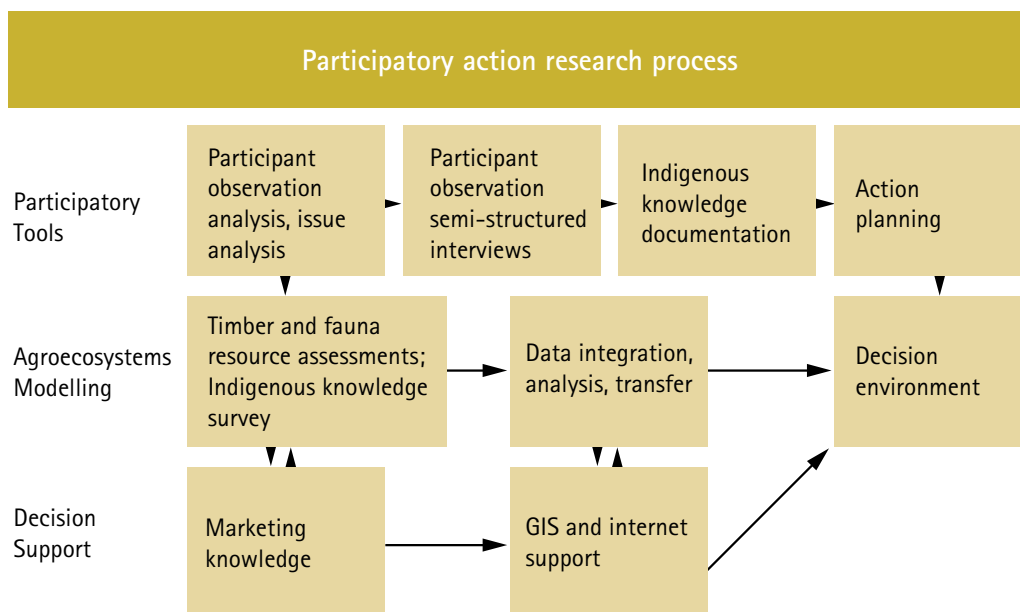 Participatory action research process
Participatory
Tools
Participant
observation
analysis, issue
analysis
Participant
observation
semi-structured
interviews
Indigenous
knowledge
documentation
Action
planning
Agroecosystems
Modelling
Timber and fauna
resource assessments;
Indigenous knowledge
survey
Data integration,
analysis, transfer
Decision
environment
Decision
Support
Marketing
knowledge
GIS and internet
support